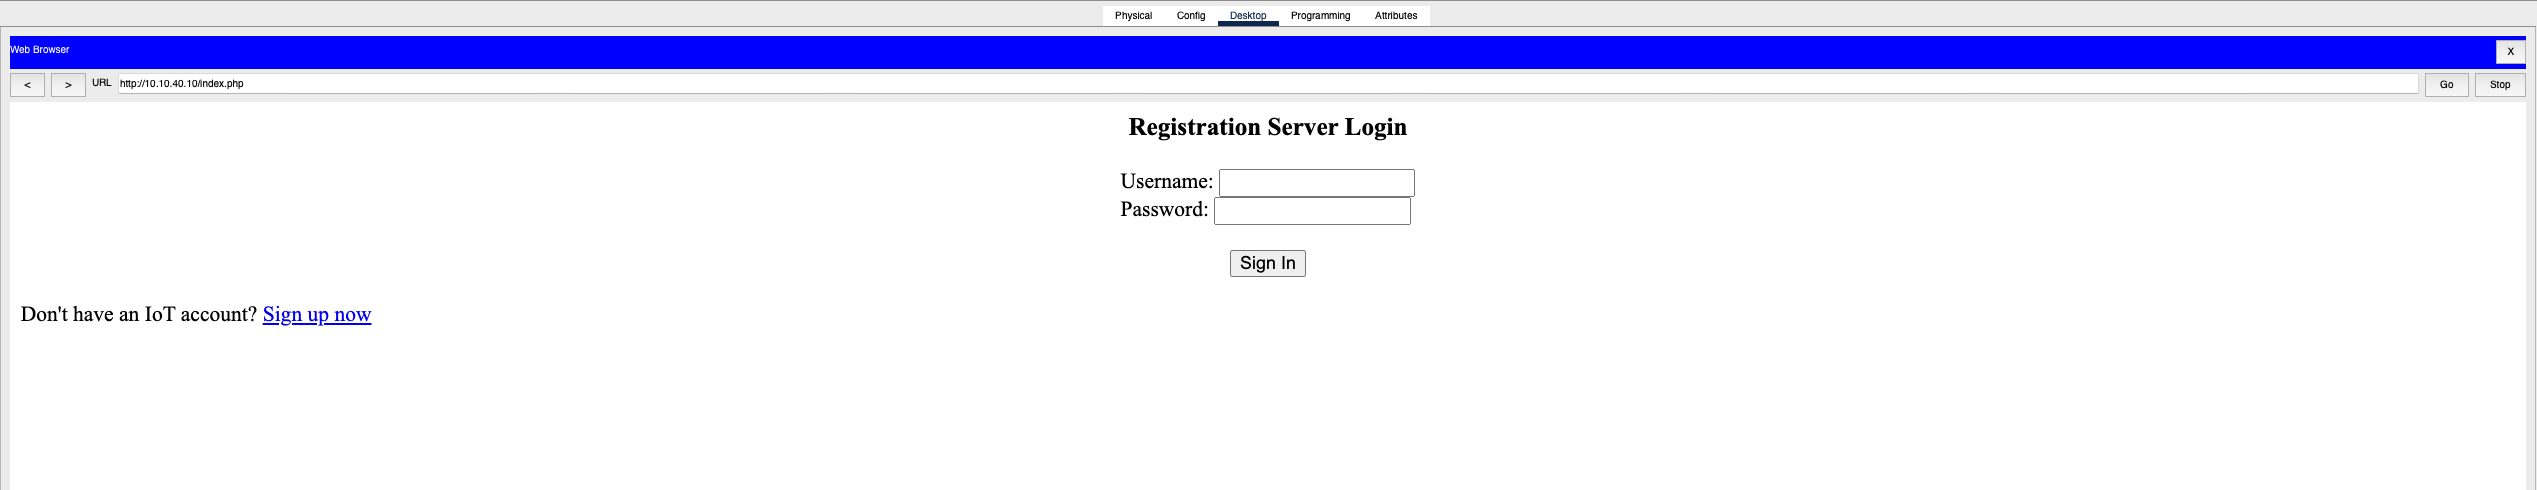 Physical Config Desktop Programming Attributes
Web Browser X
< > URL http://10.10.40.10/index.php Go Stop
Registration Server Login
Username:
Password:
Sign In
Don't have an IoT account? Sign up now